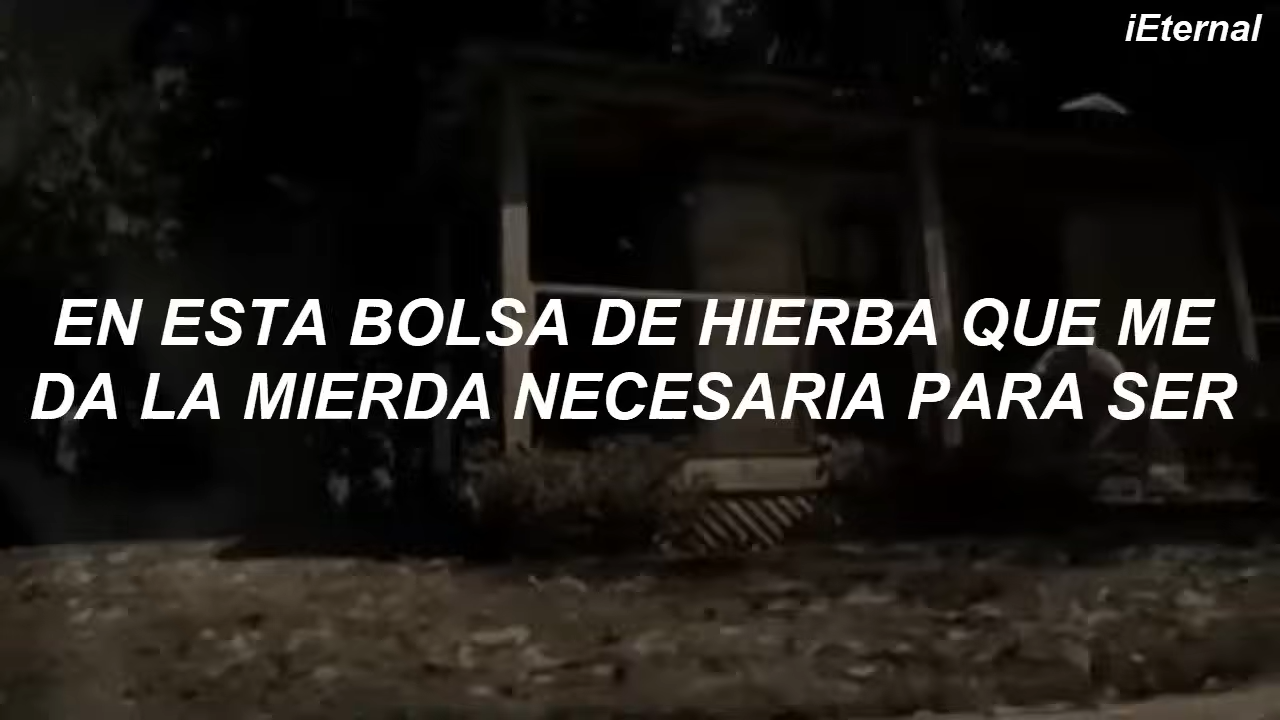 iEternal
EN ESTA BOLSA DE HIERBA QUE ME
DA LA MIERDA NECESARIA PARA SER